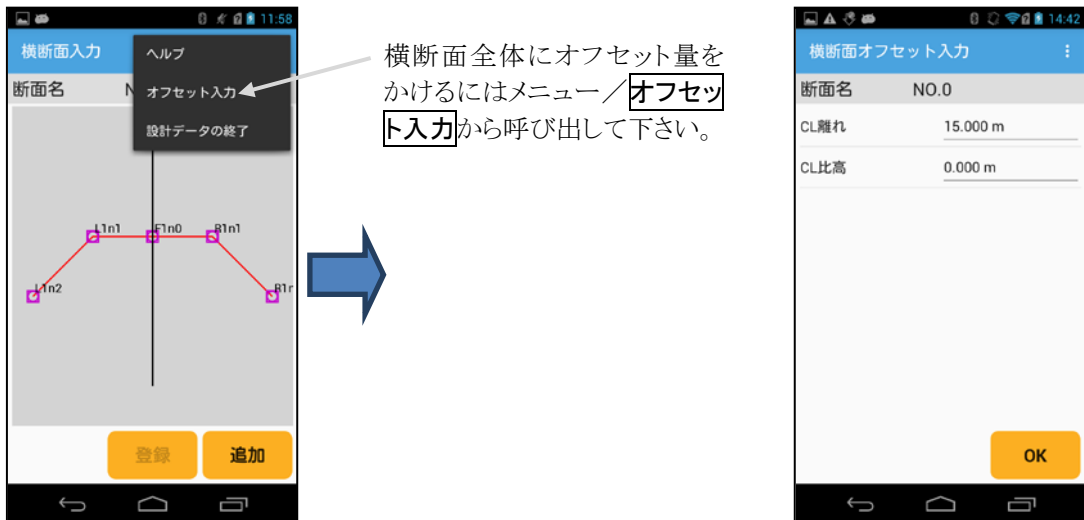 11:58
横断面入力
ヘルプ
断面名 N
オフセット入力
設計データの終了
L1n1
F1n0
R1n1
L1n2
R1r
登録
追加
横断面全体にオフセット量を
かけるにはメニュー／オフセッ
ト入力から呼び出して下さい。
14:42
横断面オフセット入力
断面名 NO.0
CL離れ 15.000 m
CL比高 0.000 m
OK